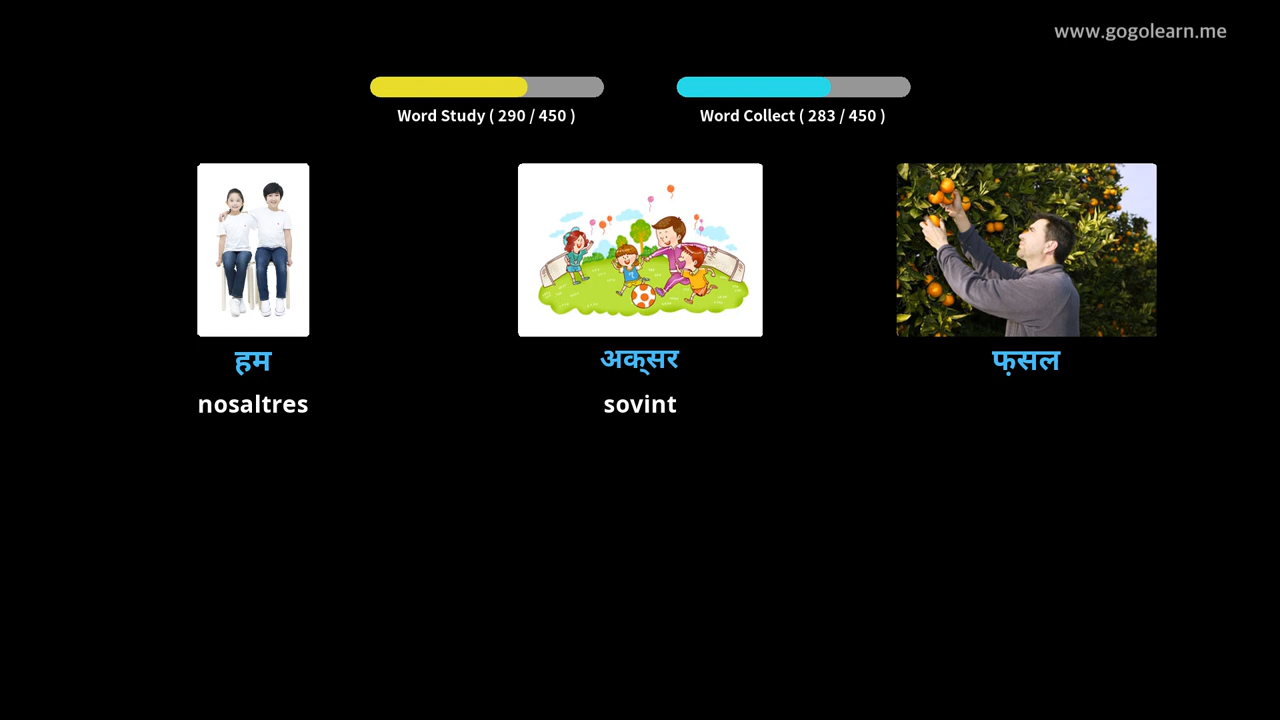 www.gogolearn.me
Word Study ( 290 / 450 )
Word Collect ( 283 / 450 )
हम
अक्‌सर
फ़सल
nosaltres
sovint